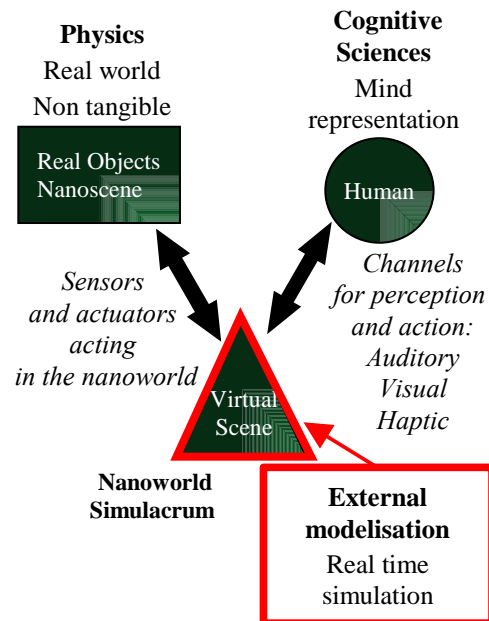 Physics
Real world
Non tangible
Real Objects
Nanoscene
Cognitive
Sciences
Mind
representation
Human
Sensors
and actuators
acting
in the nanoworld
Channels
for perception
and action:
Auditory
Visual
Haptic
Virtual
Scene
Nanoworld
Simulacrum
External
modelisation
Real time
simulation